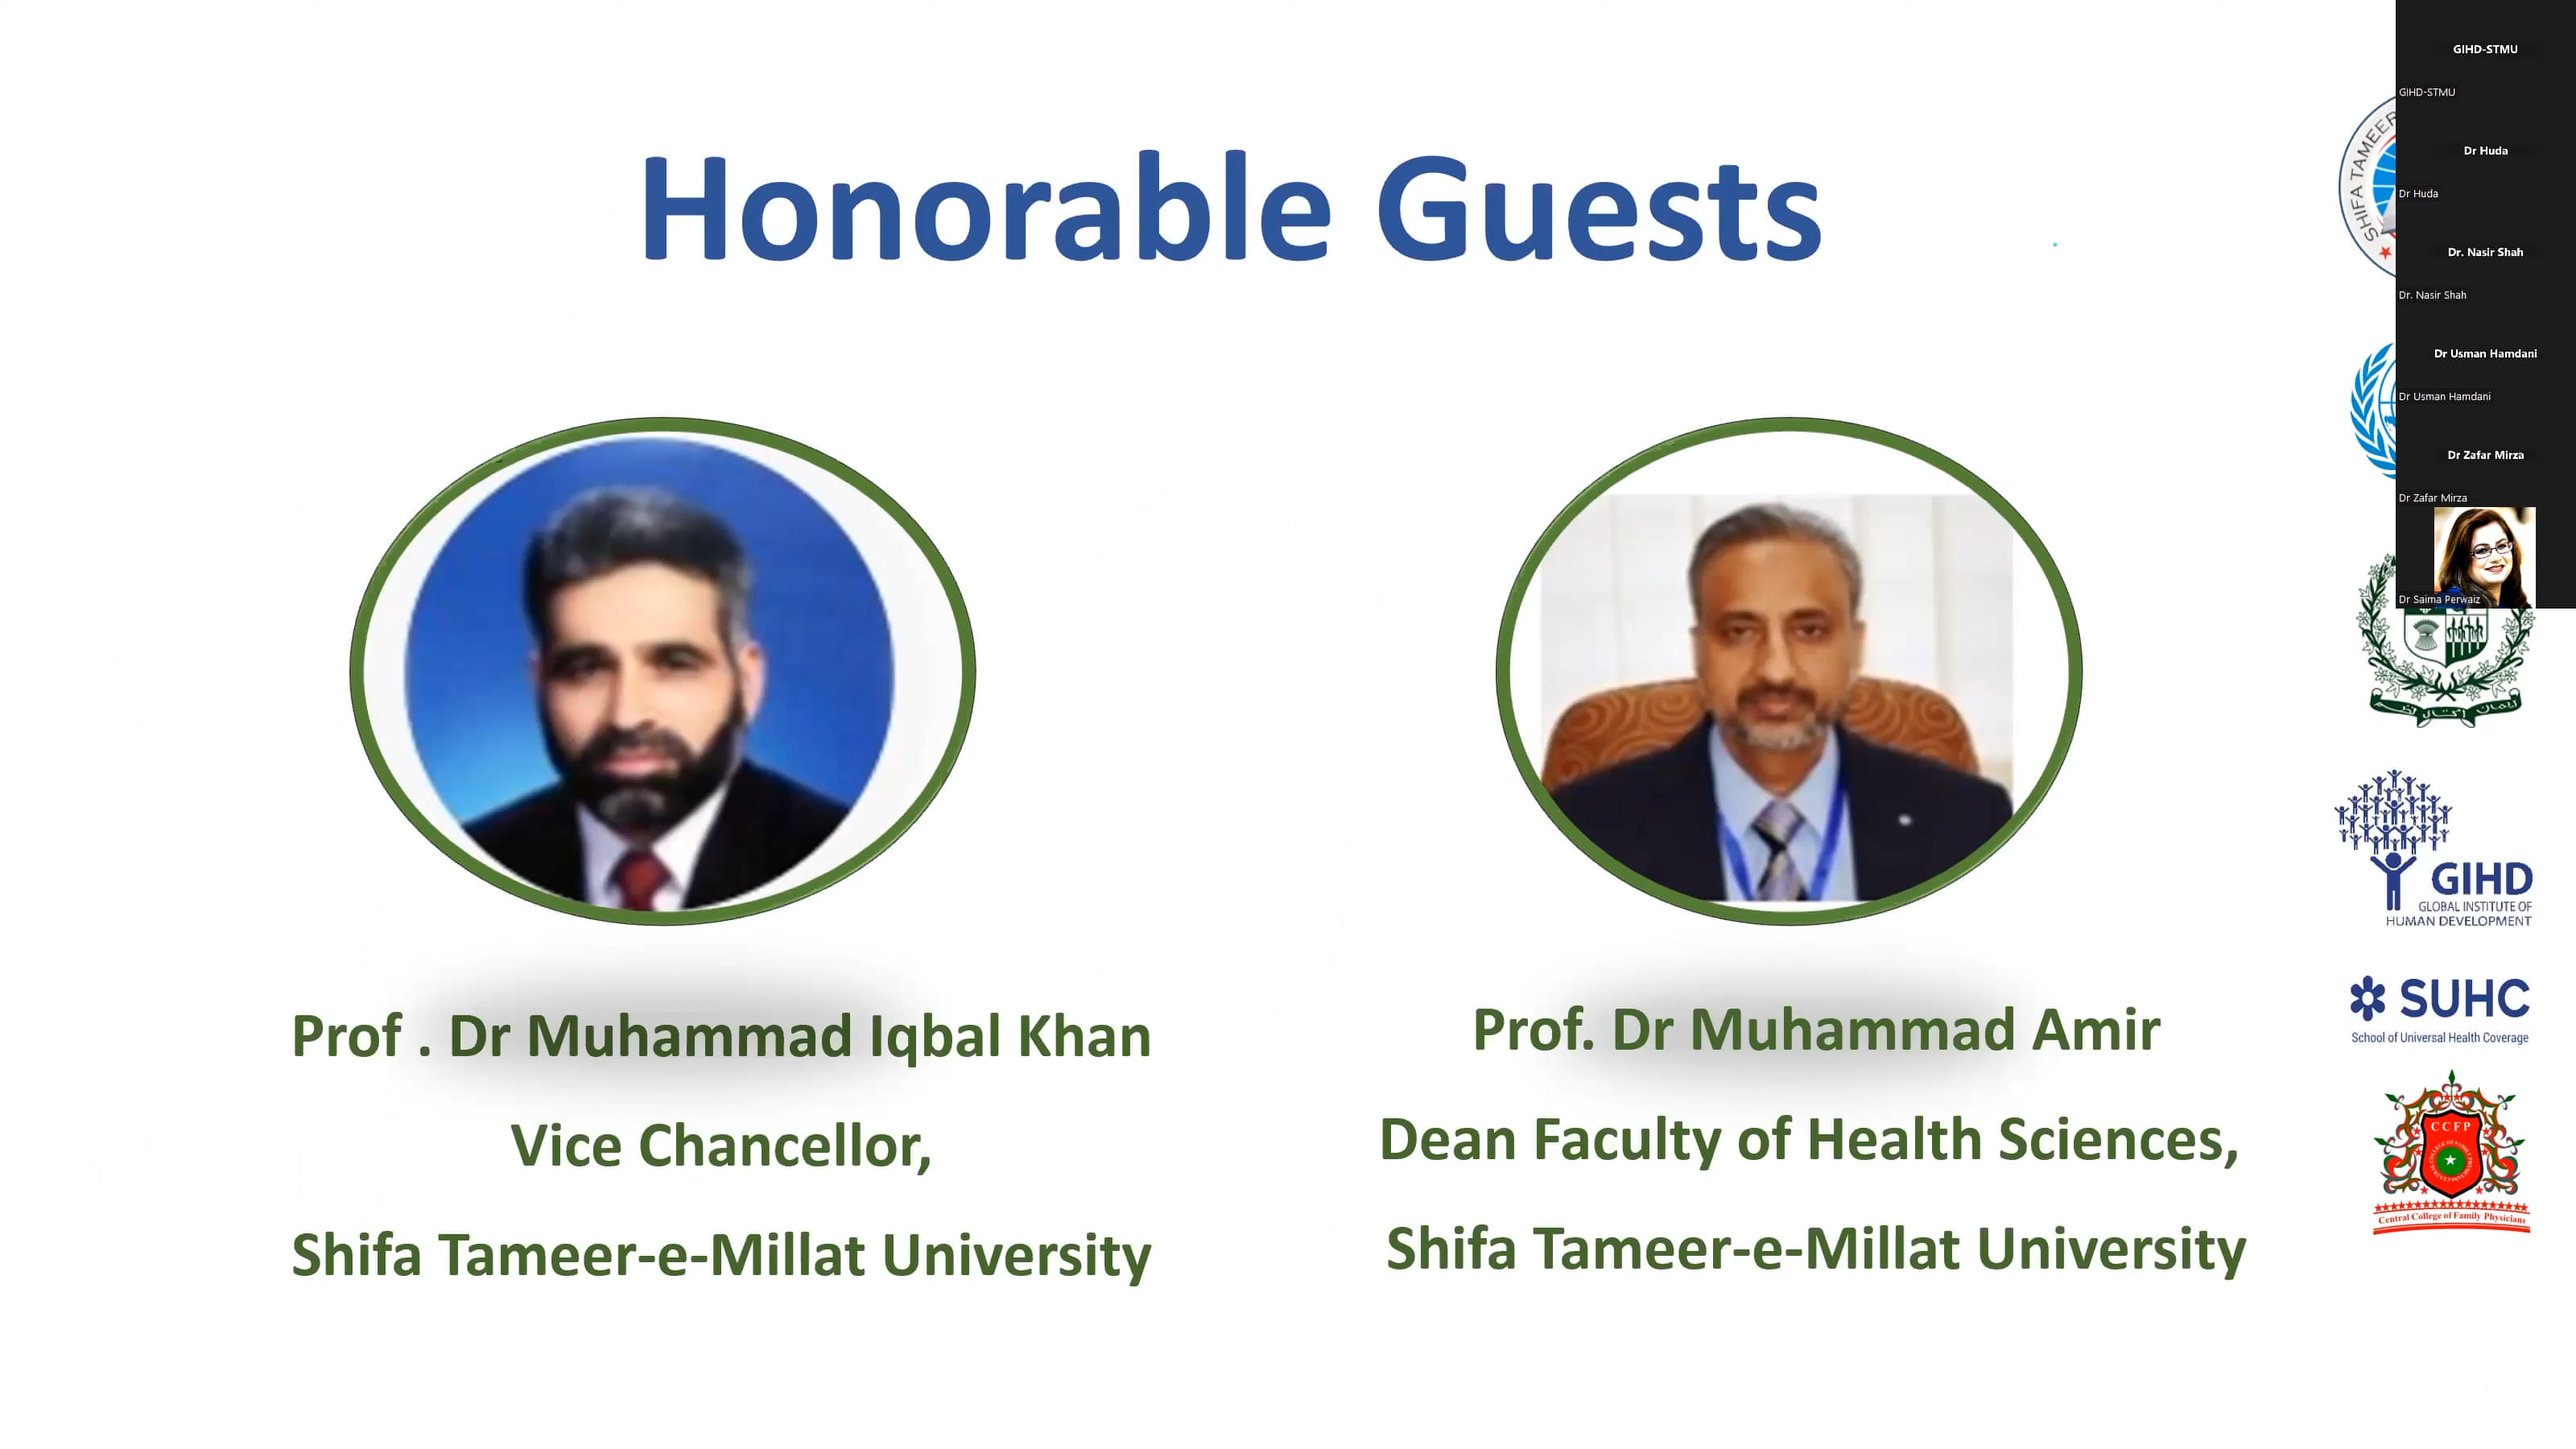 Honorable Guests
Prof . Dr Muhammad Iqbal Khan
Vice Chancellor,
Shifa Tameer-e-Millat University
Prof. Dr Muhammad Amir
Dean Faculty of Health Sciences,
Shifa Tameer-e-Millat University
GIHD-STMU
GIHD-STMU
Dr Huda
Dr Huda
Dr. Nasir Shah
Dr. Nasir Shah
Dr Usman Hamdani
Dr Usman Hamdani
Dr Zafar Mirza
Dr Zafar Mirza
Dr Saima Perwaiz
SHIFA TAMEER
GIHD
GLOBAL INSTITUTE OF
HUMAN DEVELOPMENT
SUHC
School of Universal Health Coverage
CCFP
Central College of Family Physicians